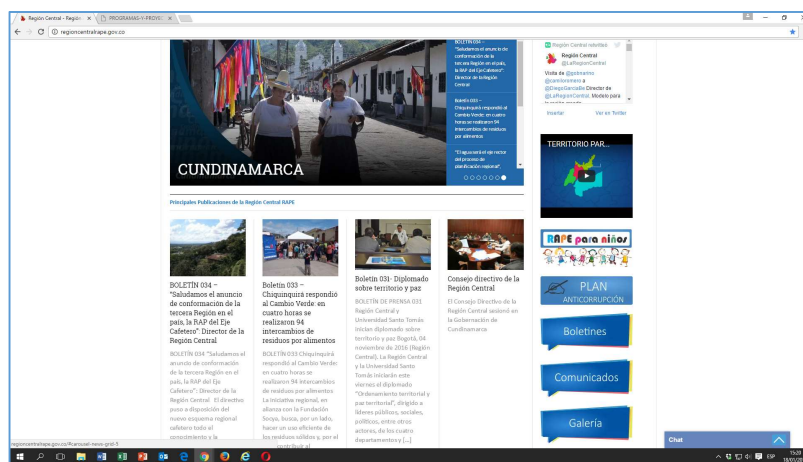 Región Central - Región
PROGRAMAS-Y-PROYEC
regioncentralrape.gov.co
BOLETÍN 034 –
"Saludamos el anuncio de
conformación de la
tercera Región en el país,
la RAP del Eje Cafetero":
Director de la Región
Central
Boletín 033 –
Chiquinquirá respondió al
Cambio Verde: en cuatro
horas se realizaron 94
intercambios de residuos
por alimentos
"El agua será el eje rector
del proceso de
planificación regional",
CUNDINAMARCA
Región Central retwitteó
Región Central
@LaRegionCentral
Visita de @gobnarino
@camiloromero a
@DiegoGarciaBe Director de
@LaRegionCentral. Modelo para
Insertar
Ver en Twitter
TERRITORIO PAR...
Principales Publicaciones de la Región Central RAPE
BOLETÍN 034 –
"Saludamos el anuncio
de conformación de la
tercera Región en el
país, la RAP del Eje
Cafetero": Director de la
Región Central
BOLETÍN 034 "Saludamos el
anuncio de conformación
de la tercera Región en el
país, la RAP del Eje
Cafetero": Director de la
Región Central El directivo
puso a disposición del
nuevo esquema regional
cafetero todo el
conocimiento y la
Boletín 033 –
Chiquinquirá respondió
al Cambio Verde: en
cuatro horas se
realizaron 94
intercambios de
residuos por alimentos
BOLETÍN 033 Chiquinquirá
respondió al Cambio Verde:
en cuatro horas se
realizaron 94 intercambios
de residuos por alimentos
La iniciativa regional, en
alianza con la Fundación
Socya, busca, por un lado,
hacer un uso eficiente de
los residuos sólidos y, por el
contribuir al
Boletín 031- Diplomado
sobre territorio y paz
BOLETÍN DE PRENSA 031
Región Central y
Universidad Santo Tomás
inician diplomado sobre
territorio y paz Bogotá, 04
noviembre de 2016 (Región
Central). La Región Central
y la Universidad Santo
Tomás iniciarán este
viernes el diplomado
"Ordenamiento territorial y
paz territorial", dirigido a
líderes públicos, sociales,
políticos, entre otros
actores, de los cuatro
departamentos y [...]
Consejo directivo de la
Región Central
El Consejo Directivo de la
Región Central sesionó en
la Gobernación de
Cundinamarca
RAPE para niños
PLAN
ANTICORRUPCIÓN
Boletines
Comunicados
Galería
Chat
regioncentralrape.gov.co/#carousel-news-grid-5
ESP
15:20